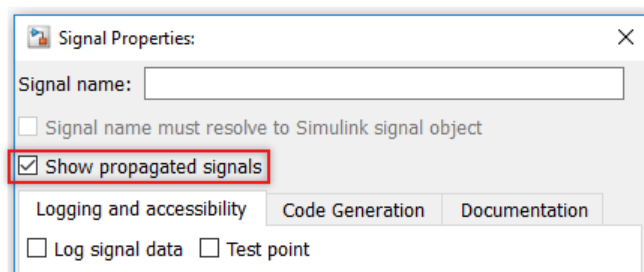 Signal Properties:
Signal name:
Signal name must resolve to Simulink signal object
Show propagated signals
Logging and accessibility Code Generation Documentation
Log signal data Test point